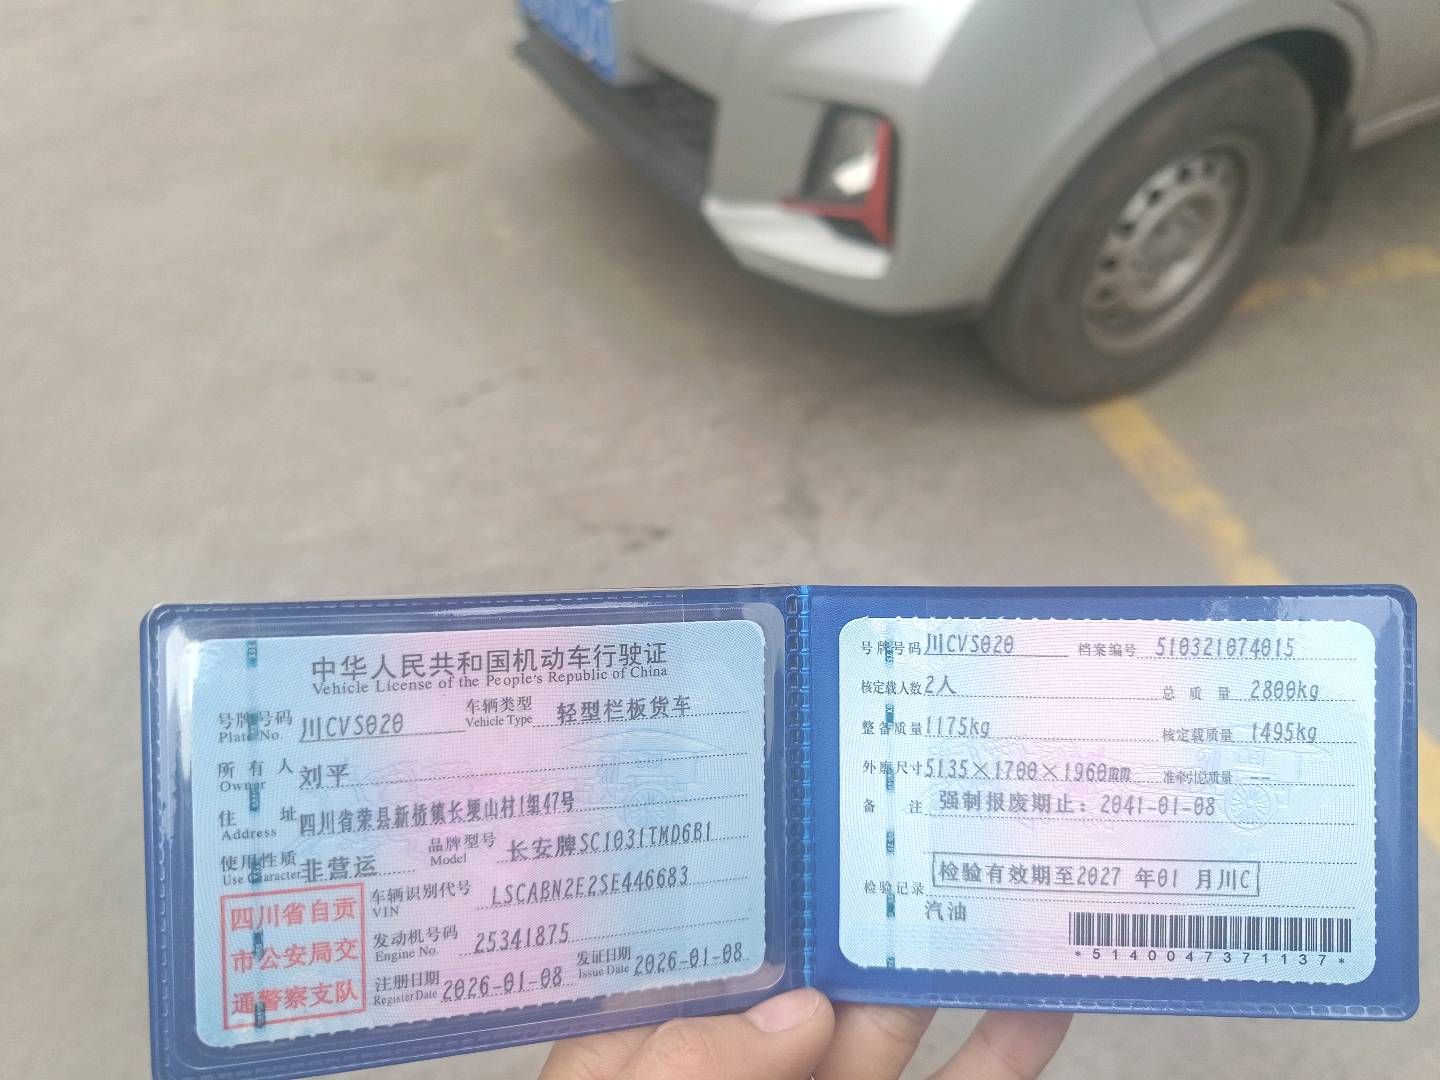 中华人民共和国机动车行驶证
Vehicle License of the People's Republic of China
号牌号码 川CVS020 车辆类型 轻型栏板货车
Plate No. Vehicle Type
所有人 刘平
Owner
住址 四川省荣县新桥镇长堰山村1组47号
Address
使用性质 非营运 品牌型号 长安牌SC1031TMD6B1
Use Character Model
四川省自贡
市公安局交
通警察支队
车辆识别代号 LSCABN2E2SE446683
VIN
发动机号码 25341875
Engine No.
注册日期 2026-01-08 发证日期 2026-01-08
Register Date Issue Date
号牌号码 川CVS020 档案编号 510321074015
核定载人数 2人 总质量 2800kg
整备质量 1175kg 核定载质量 1495kg
外廓尺寸 5135×1700×1960mm 准牵引总质量 --
备注 强制报废期止：2041-01-08
检验记录 检验有效期至2027 年01 月川C
汽油
*5140047371137*